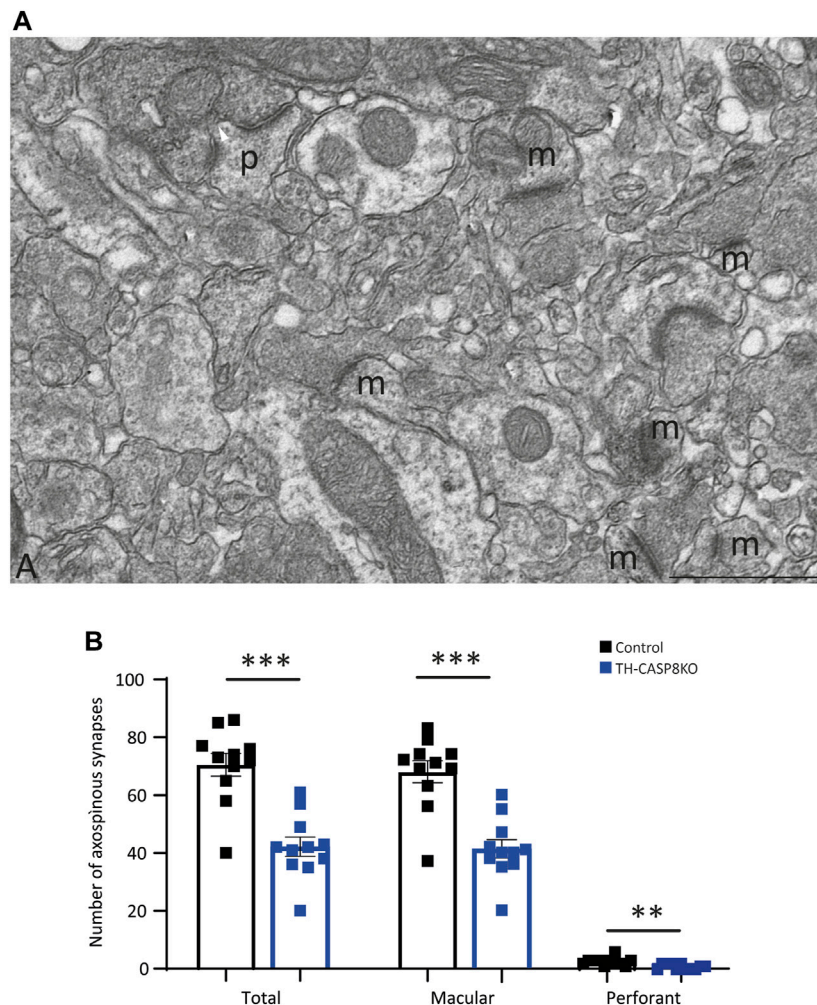 A
p
m
m
m
m
m
m
A
B
*** ***
Control
TH-CASP8KO
Number of axospinous synapses
100
80
60
40
20
0
**
Total Macular Perforant